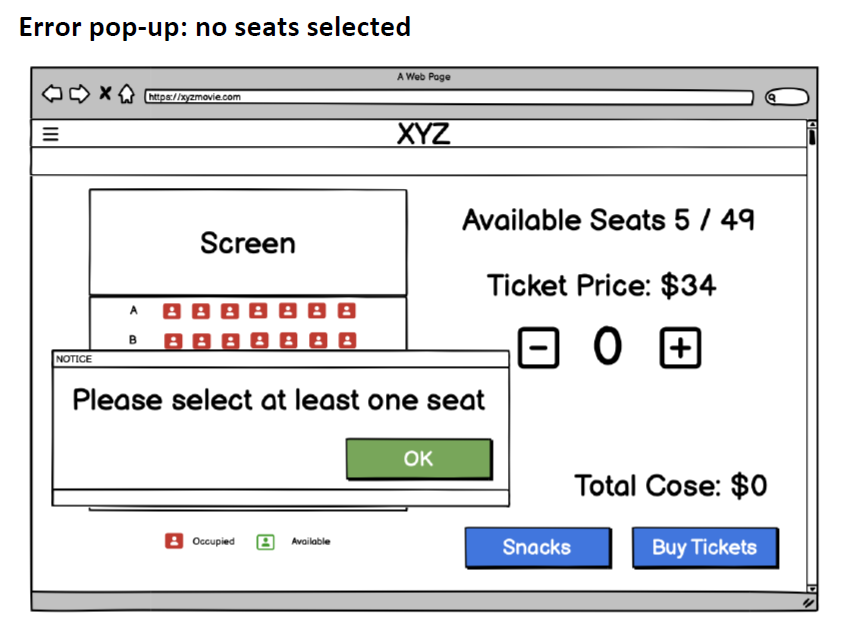 Error pop-up: no seats selected
A Web Page
https://xyzmovie.com
XYZ
Screen
Available Seats 5 / 49
Ticket Price: $34
A
B
0
NOTICE
Please select at least one seat
OK
Total Cose: $0
Occupied
Available
Snacks
Buy Tickets